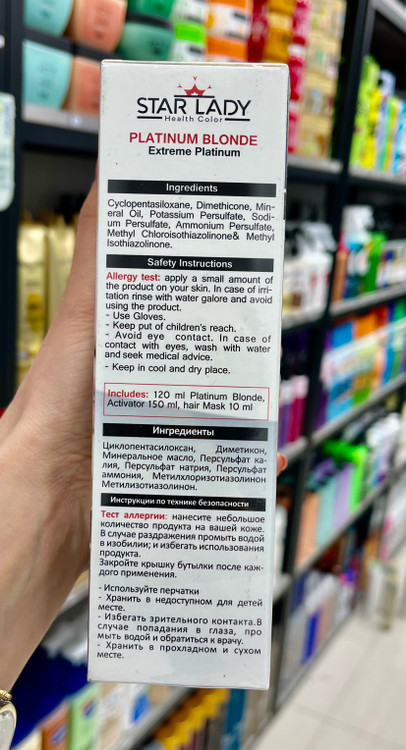 STAR LADY
Health Color
PLATINUM BLONDE
Extreme Platinum
Ingredients
Cyclopentasiloxane, Dimethicone, Min-
eral Oil, Potassium Persulfate, Sodi-
um Persulfate, Ammonium Persulfate,
Methyl Chloroisothiazolinone& Methyl
Isothiazolinone.
Safety Instructions
Allergy test: apply a small amount of
the product on your skin. In case of irri-
tation rinse with water galore and avoid
using the product.
- Use Gloves.
- Keep put of children's reach.
- Avoid eye contact. In case of
contact with eyes, wash with water
and seek medical advice.
- Keep in cool and dry place.
Includes: 120 ml Platinum Blonde,
Activator 150 ml, hair Mask 10 ml
Ингредиенты
Циклопентасилоксан, Диметикон,
Минеральное масло, Персульфат ка-
лия, Персульфат натрия, Персульфат
аммония, Метилхлоризотиазолинон
Метилизотиазолинон.
Инструкции по технике безопасности
Тест аллергии: нанесите небольшое
количество продукта на вашей коже.
В случае раздражения промыть водой
в изобилии; и избегать использования
продукта.
Закройте крышку бутылки после каж-
дого применения.
- Используйте перчатки
- Хранить в недоступном для детей
месте.
- Избегать зрительного контакта.В
случае попадания в глаза, про
мыть водой и обратиться к врачу.
- Хранить в прохладном и сухом
месте.